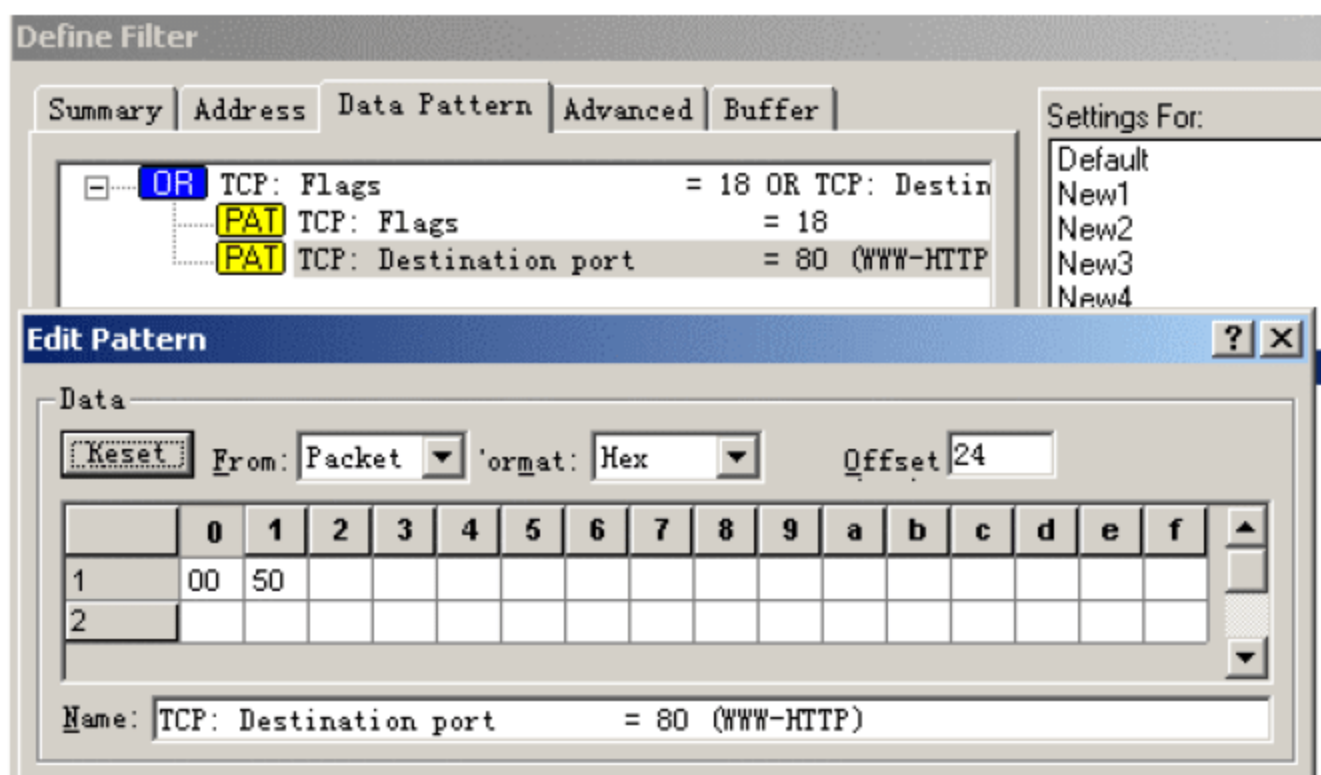 Define Filter
Summary Address Data Pattern Advanced Buffer
Settings For:
OR TCP: Flags = 18 OR TCP: Destin
PAT TCP: Flags = 18
PAT TCP: Destination port = 80 (WWW-HTTP
Default
New1
New2
New3
New4
Edit Pattern
Data
Reset From: Packet 'ormat: Hex Offset 24
0 1 2 3 4 5 6 7 8 9 a b c d e f
1 00 50
2
Name: TCP: Destination port = 80 (WWW-HTTP)